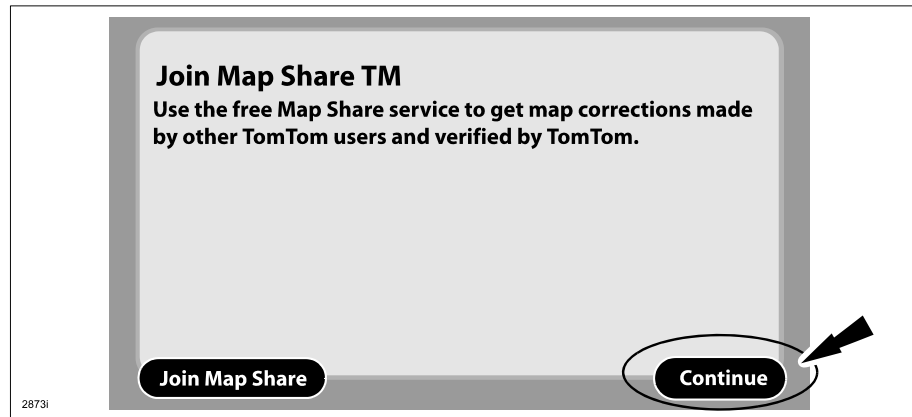 Join Map Share TM
Use the free Map Share service to get map corrections made
by other TomTom users and verified by TomTom.
Join Map Share
Continue
2873i